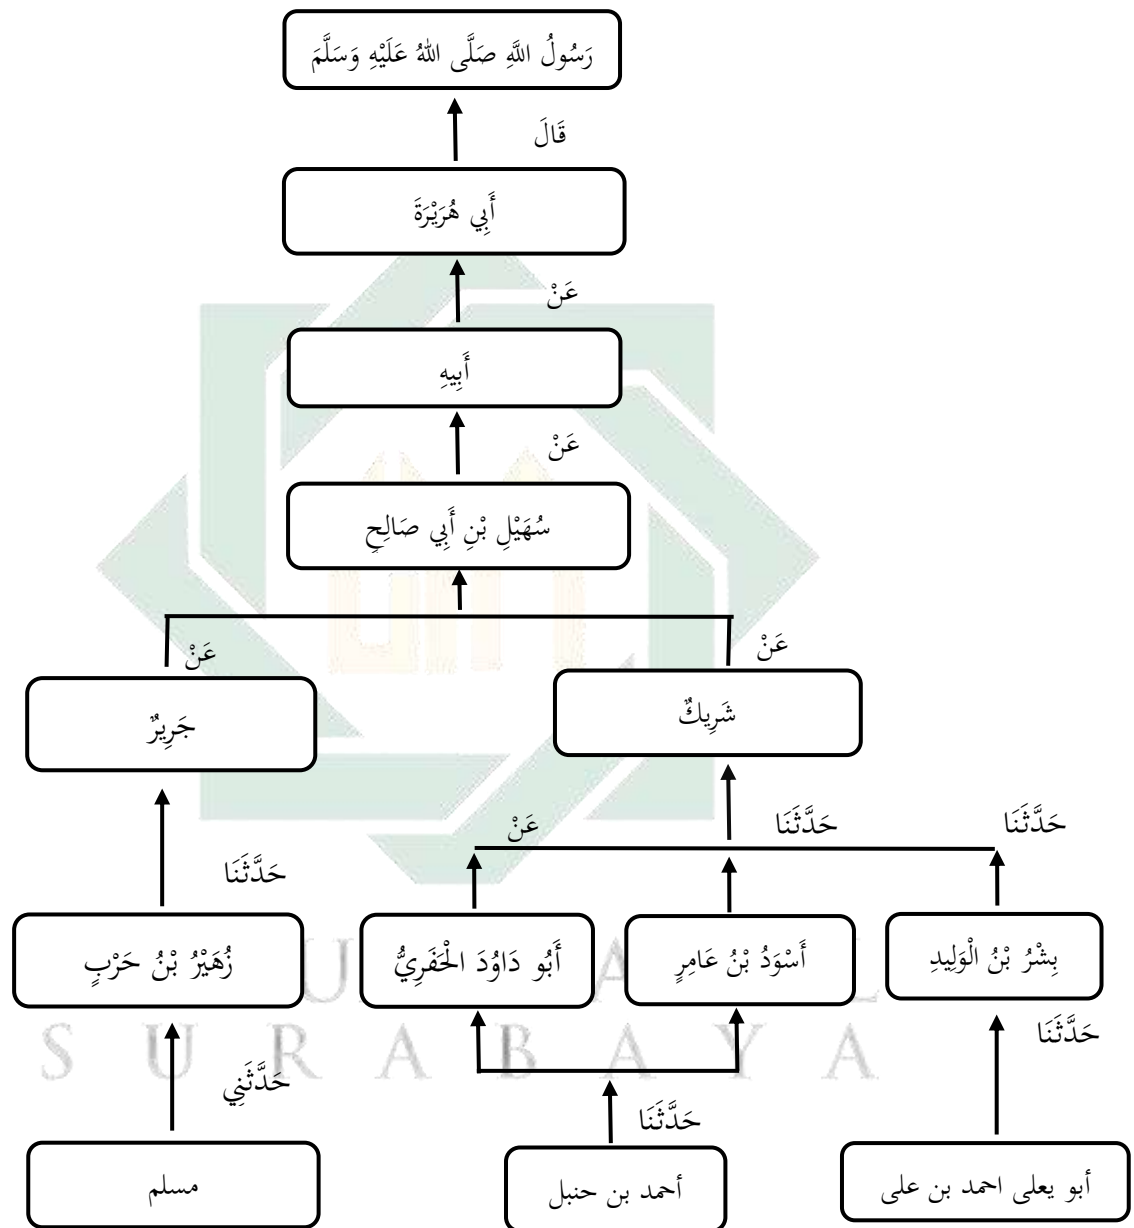 رَسُولُ اللَّهِ صَلَّى اللهُ عَلَيْهِ وَسَلَّمَ
قَالَ
أَبِي هُرَيْرَةَ
عَنْ
أَبِيهِ
عَنْ
سُهَيْلِ بْنِ أَبِي صَالِحٍ
عَنْ
عَنْ
شَرِيكٌ
جَرِيرٌ
حَدَّثَنَا
حَدَّثَنَا
عَنْ
حَدَّثَنَا
بِشْرُ بْنُ الْوَلِيدِ
أَسْوَدُ بْنُ عَامِرٍ
أَبُو دَاوُدَ الْحَفَرِيُّ
زُهَيْرُ بْنُ حَرْبٍ
حَدَّثَنَا
SURABAYA
حَدَّثَنِي
حَدَّثَنَا
أبو يعلى احمد بن على
أحمد بن حنبل
مسلم